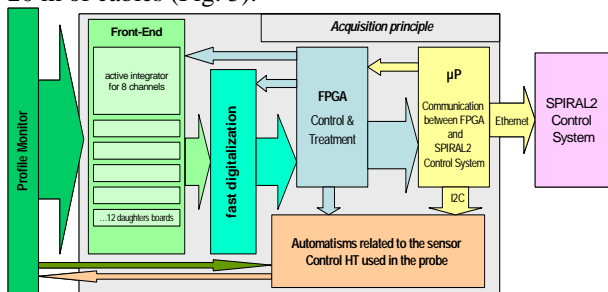 20 m of cables (Fig. 3).
Acquisition principle
Profile Monitor
Front-End
active integrator
for 8 channels
...12 daughters boards
fast digitalization
FPGA
Control &
Treatment
µP
Communication
between FPGA
and
SPIRAL2
Control System
Ethernet
SPIRAL2
Control
System
I2C
Automatisms related to the sensor
Control HT used in the probe